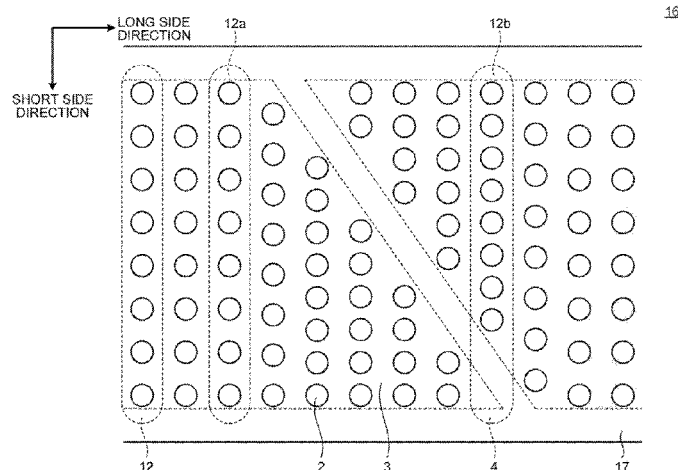 16
LONG SIDE
DIRECTION
12a
12b
SHORT SIDE
DIRECTION
12
2
3
4
17